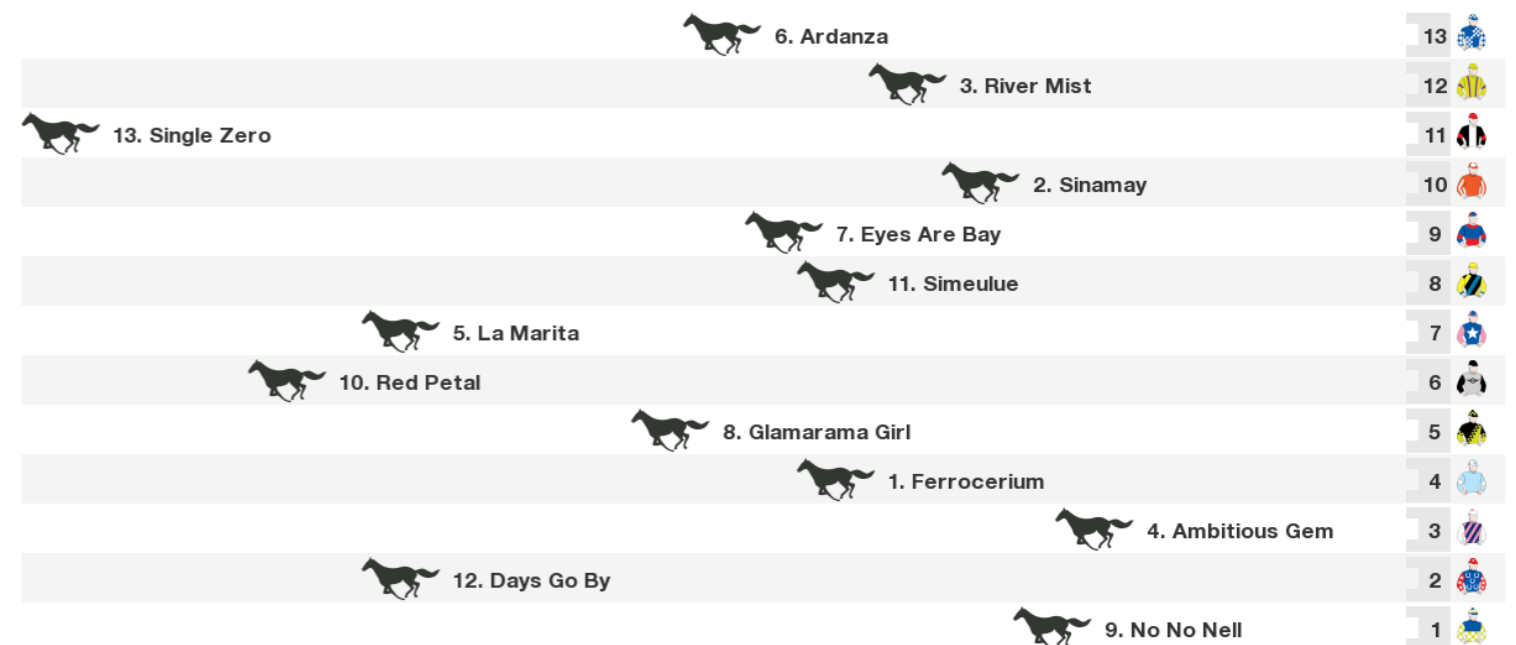 6. Ardanza 13
3. River Mist 12
13. Single Zero 11
2. Sinamay 10
7. Eyes Are Bay 9
11. Simeulue 8
5. La Marita 7
10. Red Petal 6
8. Glamarama Girl 5
1. Ferrocerium 4
4. Ambitious Gem 3
12. Days Go By 2
9. No No Nell 1